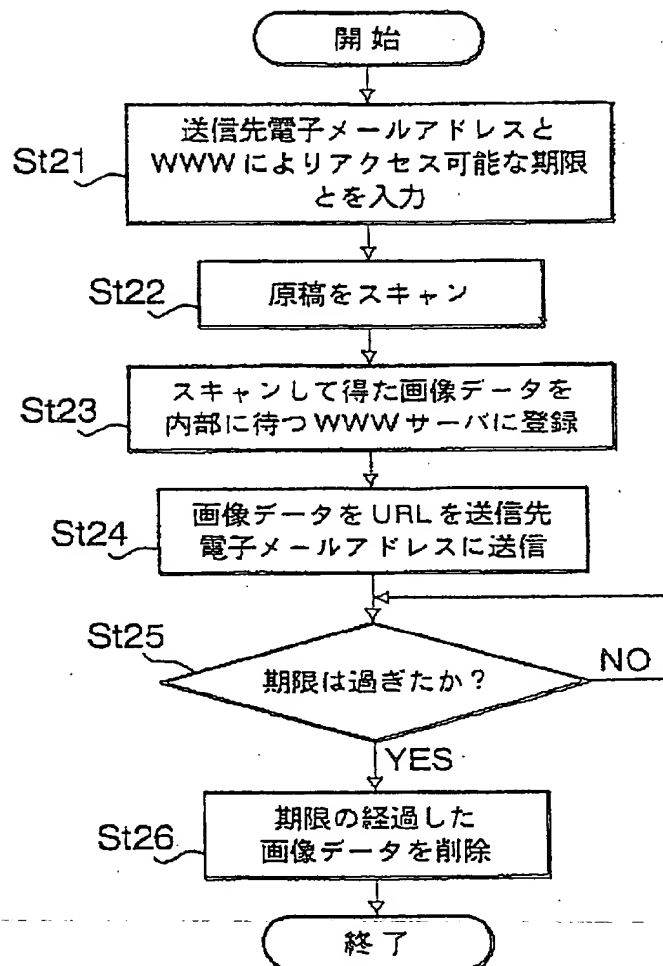 開始
St21
送信先電子メールアドレスと
WWWによりアクセス可能な期限
とを入力
St22
原稿をスキャン
St23
スキャンして得た画像データを
内部に待つWWWサーバに登録
St24
画像データをURLを送信先
電子メールアドレスに送信
St25
期限は過ぎたか?
NO
YES
St26
期限の経過した
画像データを削除
終了